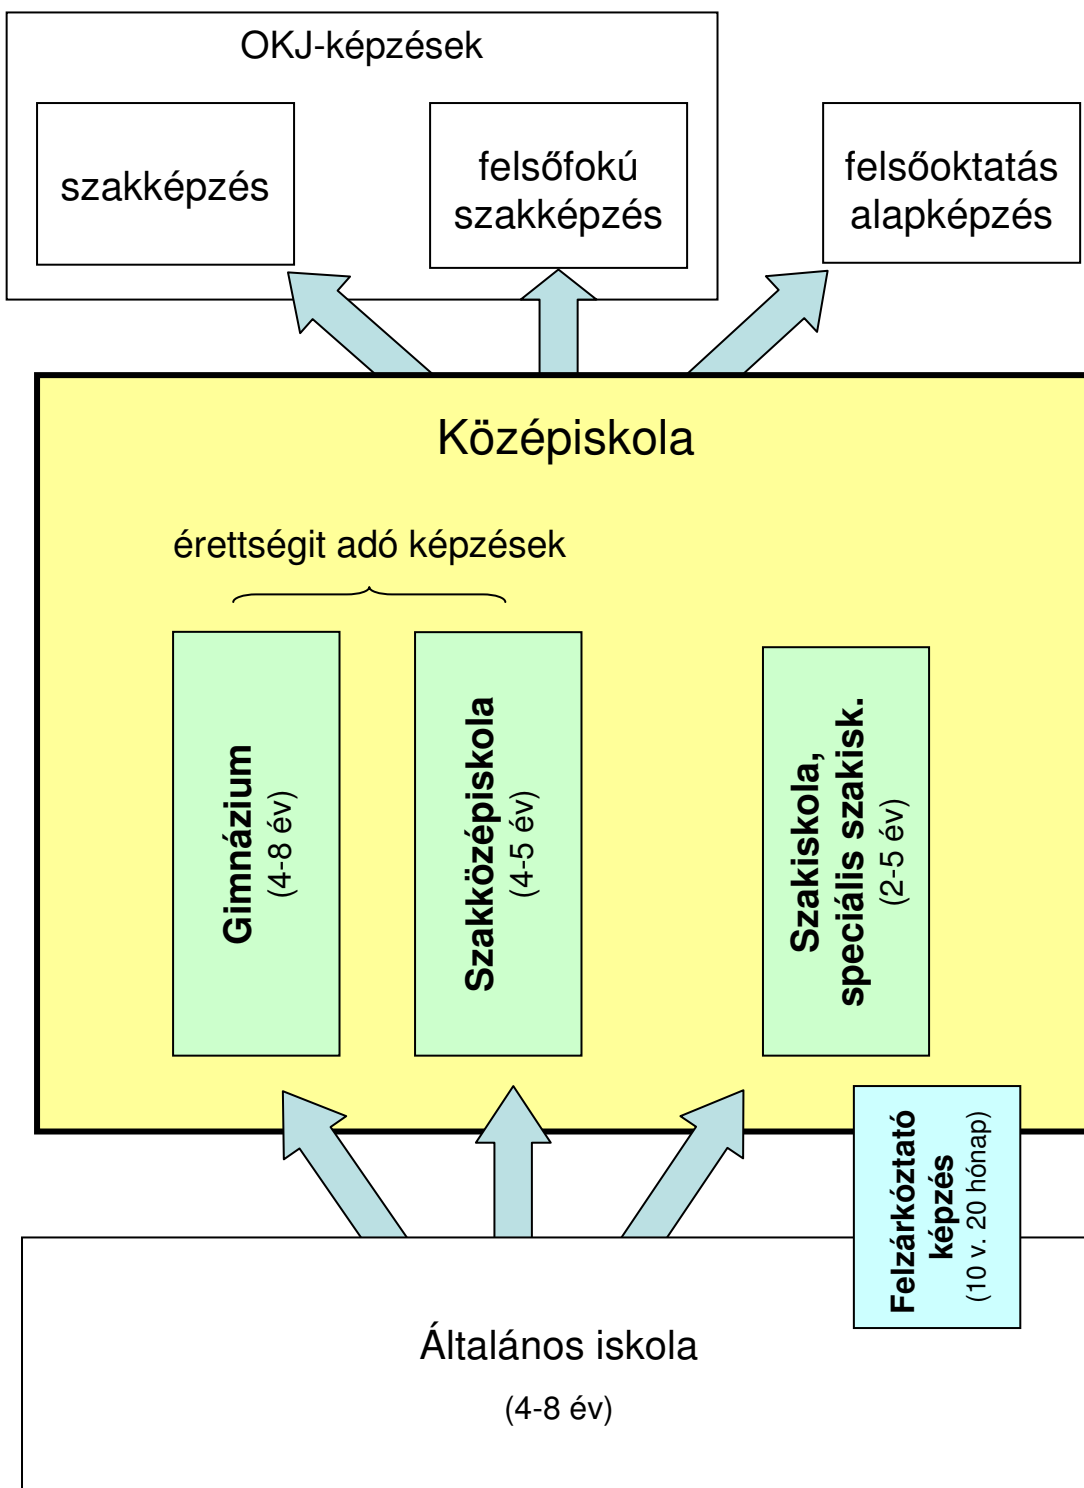 OKJ-képzések
szakképzés
felsőfokú
szakképzés
felsőoktatás
alapképzés
Középiskola
érettségit adó képzések
Gimnázium
(4-8 év)
Szakközépiskola
(4-5 év)
Szakiskola,
speciális szakisk.
(2-5 év)
Felzárkóztató
képzés
(10 v. 20 hónap)
Általános iskola
(4-8 év)